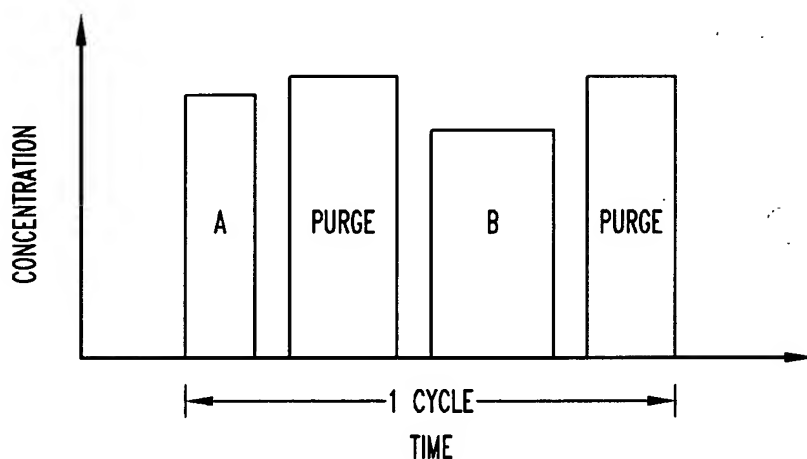 CONCENTRATION
A
PURGE
B
PURGE
1 CYCLE
TIME